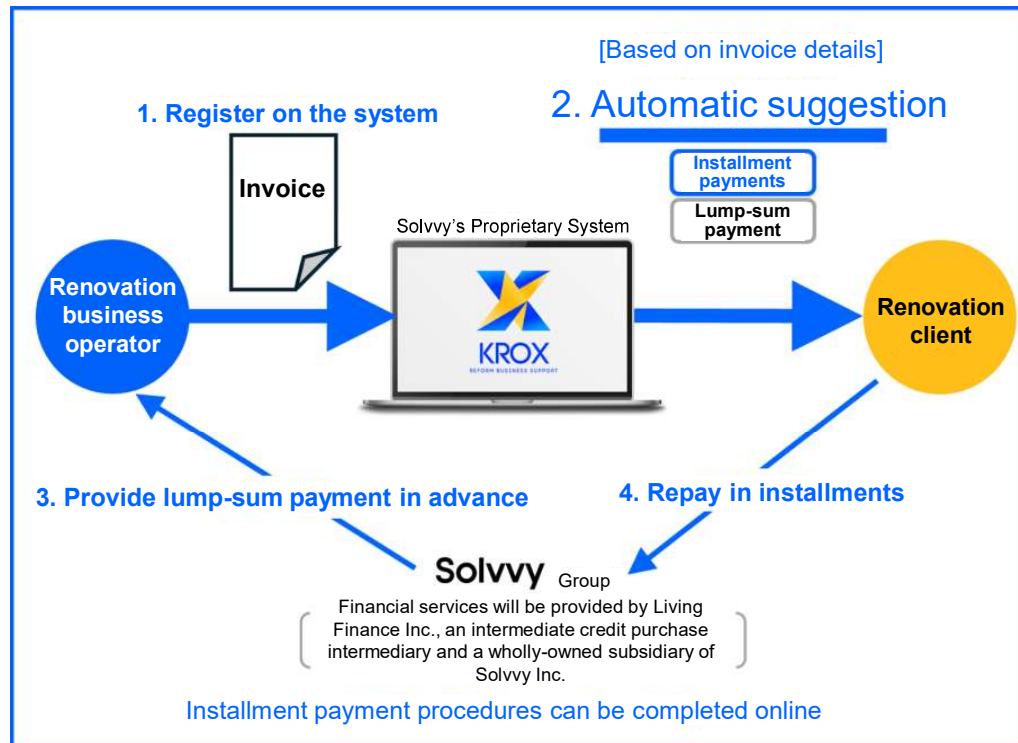 [Based on invoice details]
2. Automatic suggestion
1. Register on the system
Installment
payments
Lump-sum
payment
Invoice
Solvvy's Proprietary System
Renovation
business
operator
KROX
REFORM BUSINESS SUPPORT
Renovation
client
3. Provide lump-sum payment in advance
4. Repay in installments
Solvvy Group
Financial services will be provided by Living
Finance Inc., an intermediate credit purchase
intermediary and a wholly-owned subsidiary of
Solvvy Inc.
Installment payment procedures can be completed online